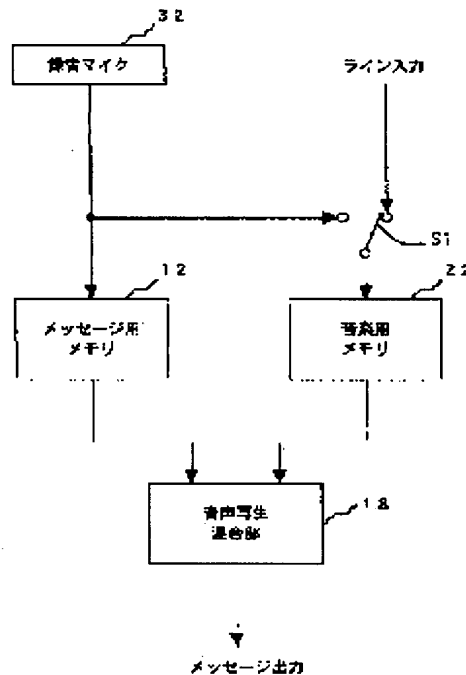 32
録音マイク
ライン入力
S1
12
22
メッセージ用
メモリ
音楽用
メモリ
音声再生
混合部
18
メッセージ出力